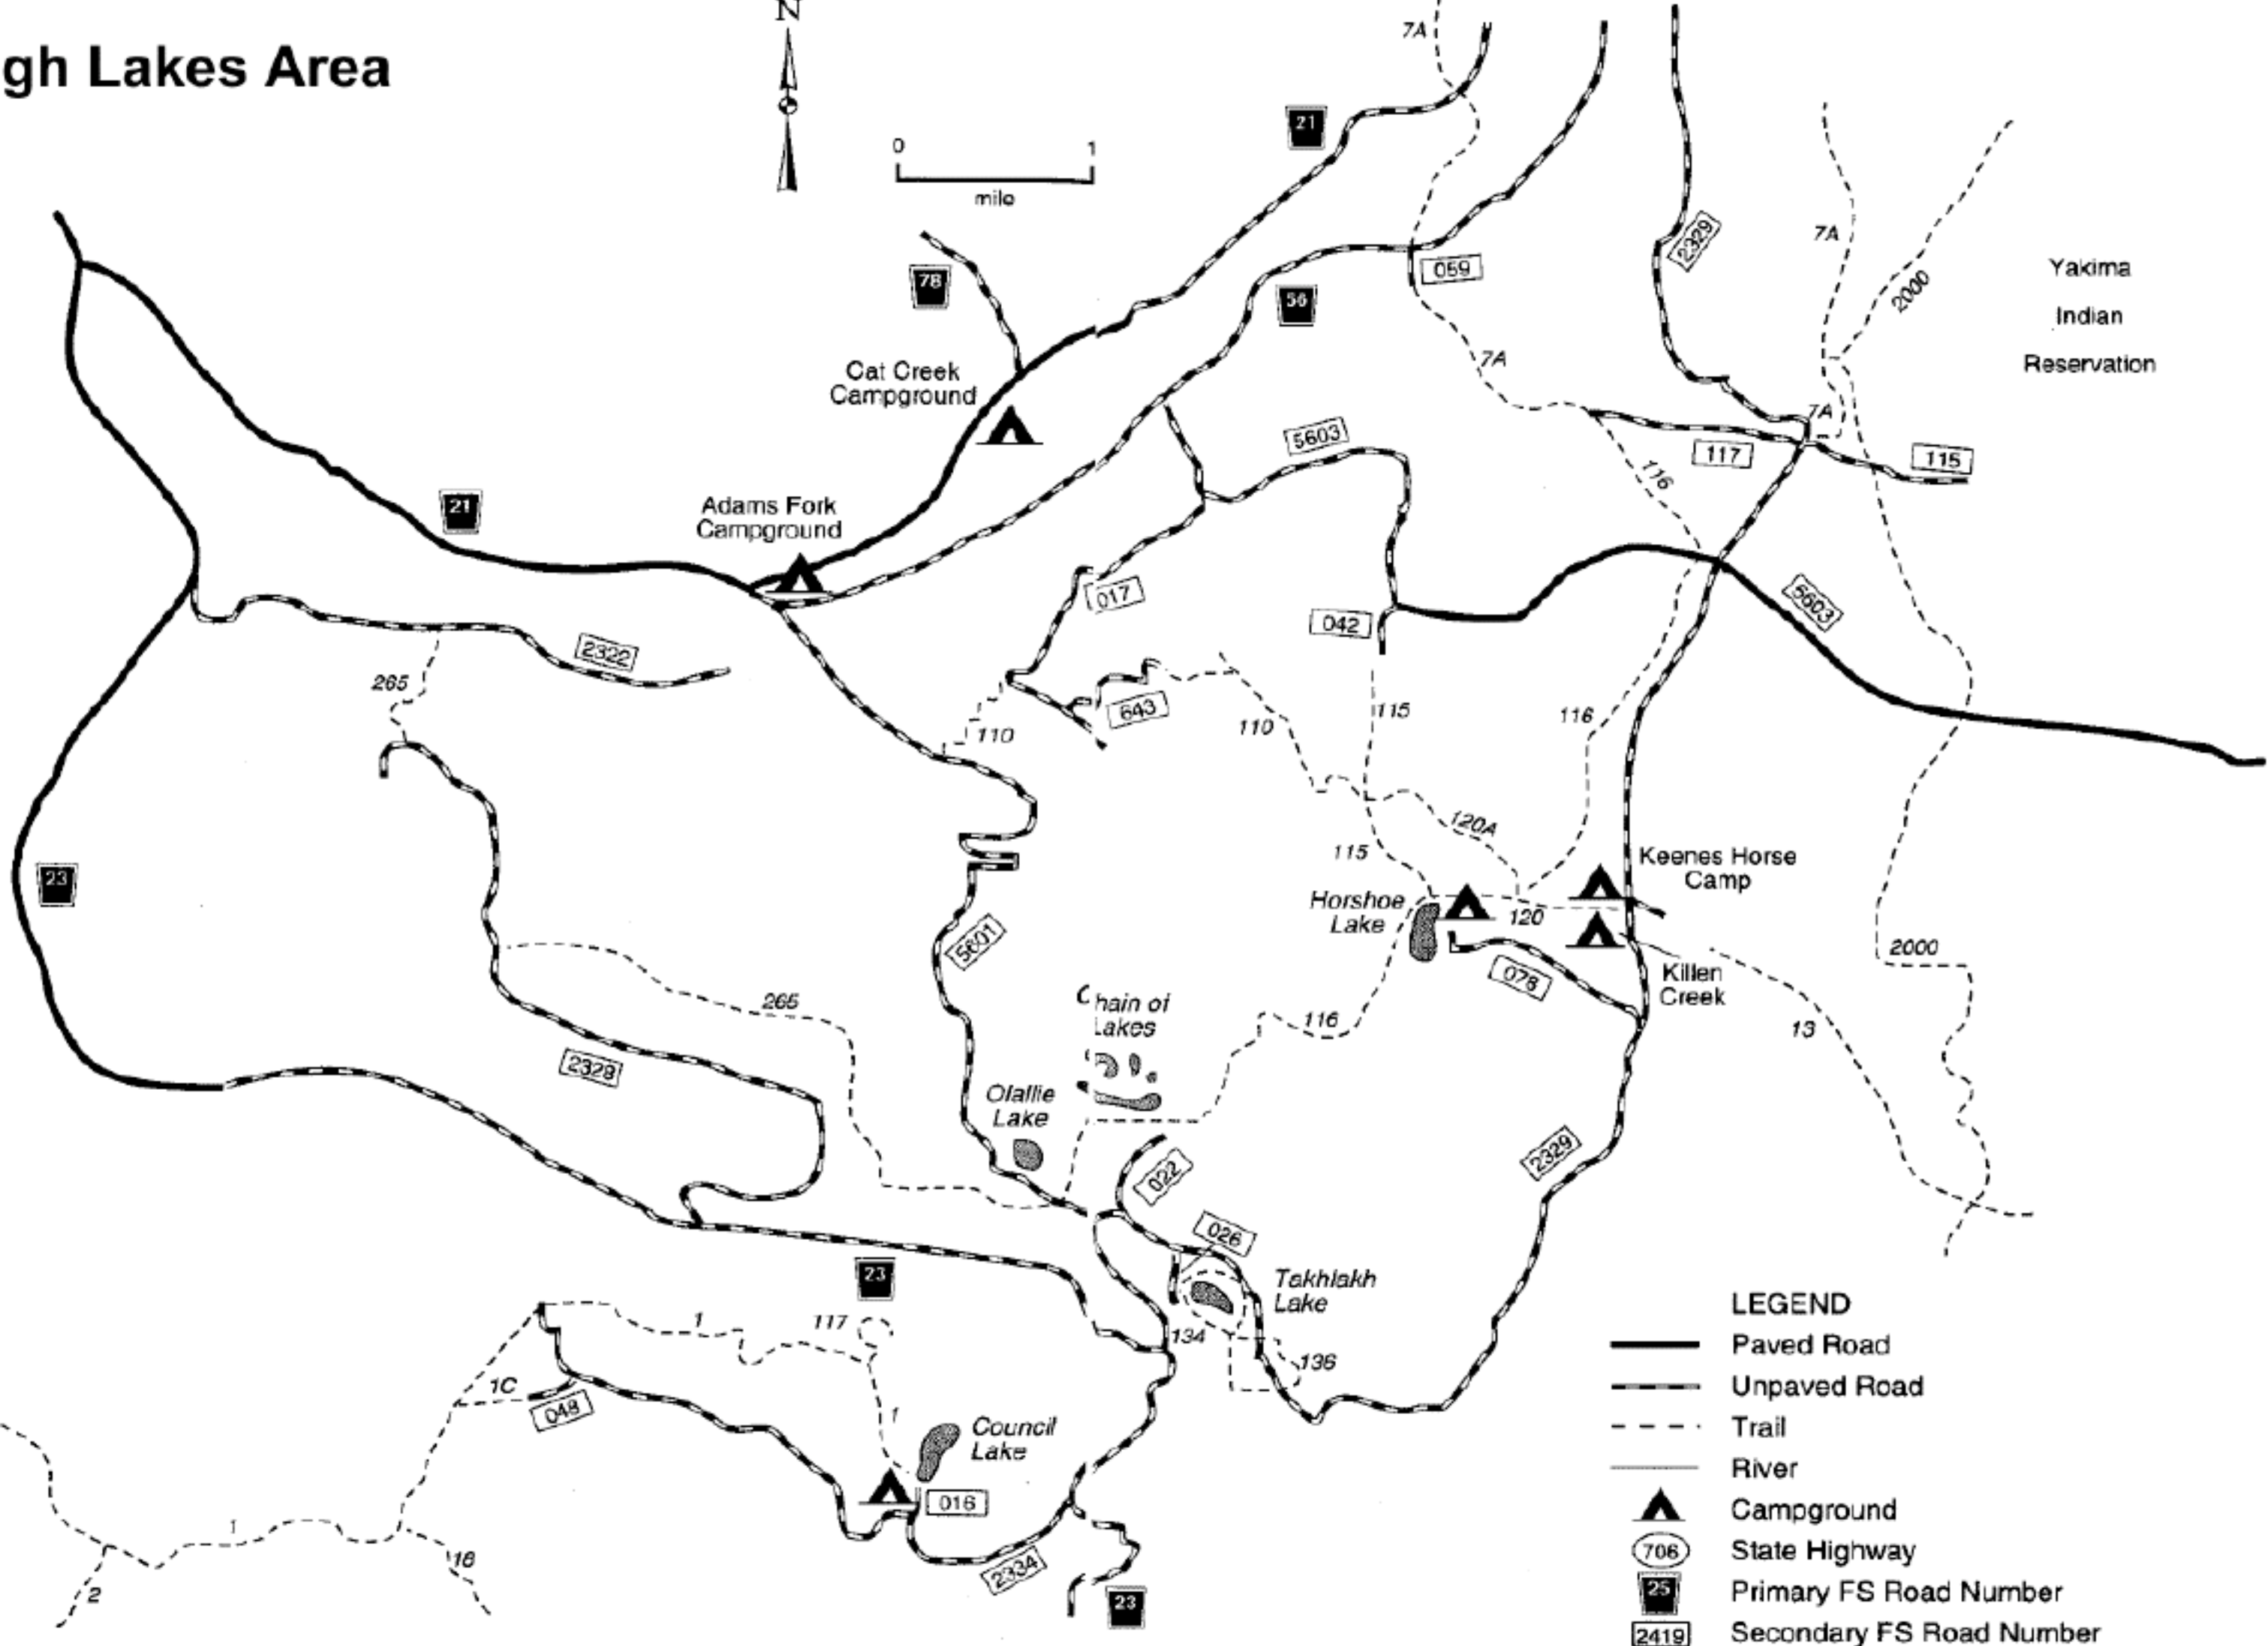 N
7A
gh Lakes Area
21
0 1
mile
7A
2329
059
78
56
2000
Yakima
Indian
Reservation
7A
Cat Creek
Campground
7A
5603
117
115
116
21
Adams Fork
Campground
017
042
5603
2322
265
643
110
110
115
116
120A
115
23
Keenes Horse
Camp
Horshoe
Lake
120
5601
078
Killen
Creek
2000
265
Chain of
Lakes
116
13
2328
Olallie
Lake
022
2329
026
23
Takhlakh
Lake
134
136
1
117
1C
048
1
Council
Lake
016
1
18
2
2334
23
LEGEND
Paved Road
Unpaved Road
Trail
River
Campground
706 State Highway
25 Primary FS Road Number
2419 Secondary FS Road Number